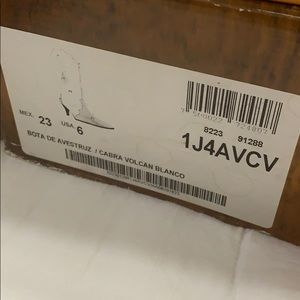 MEX. 23 USA. 6
8223 91288
1J4AVCV
BOTA DE AVESTRUZ. / CABRA VOLCAN BLANCO